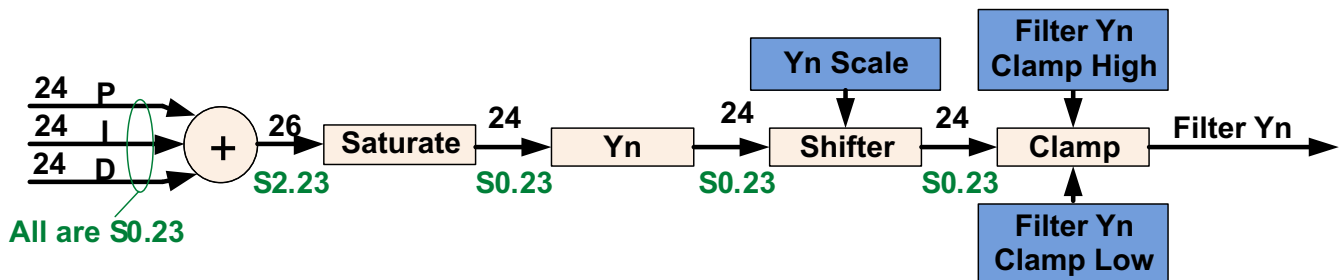 24 P
24 I
24 D
All are S0.23
+
26
S2.23
Saturate
24
S0.23
Yn
24
S0.23
Yn Scale
Shifter
24
S0.23
Filter Yn
Clamp High
Clamp
Filter Yn
Clamp Low
Filter Yn